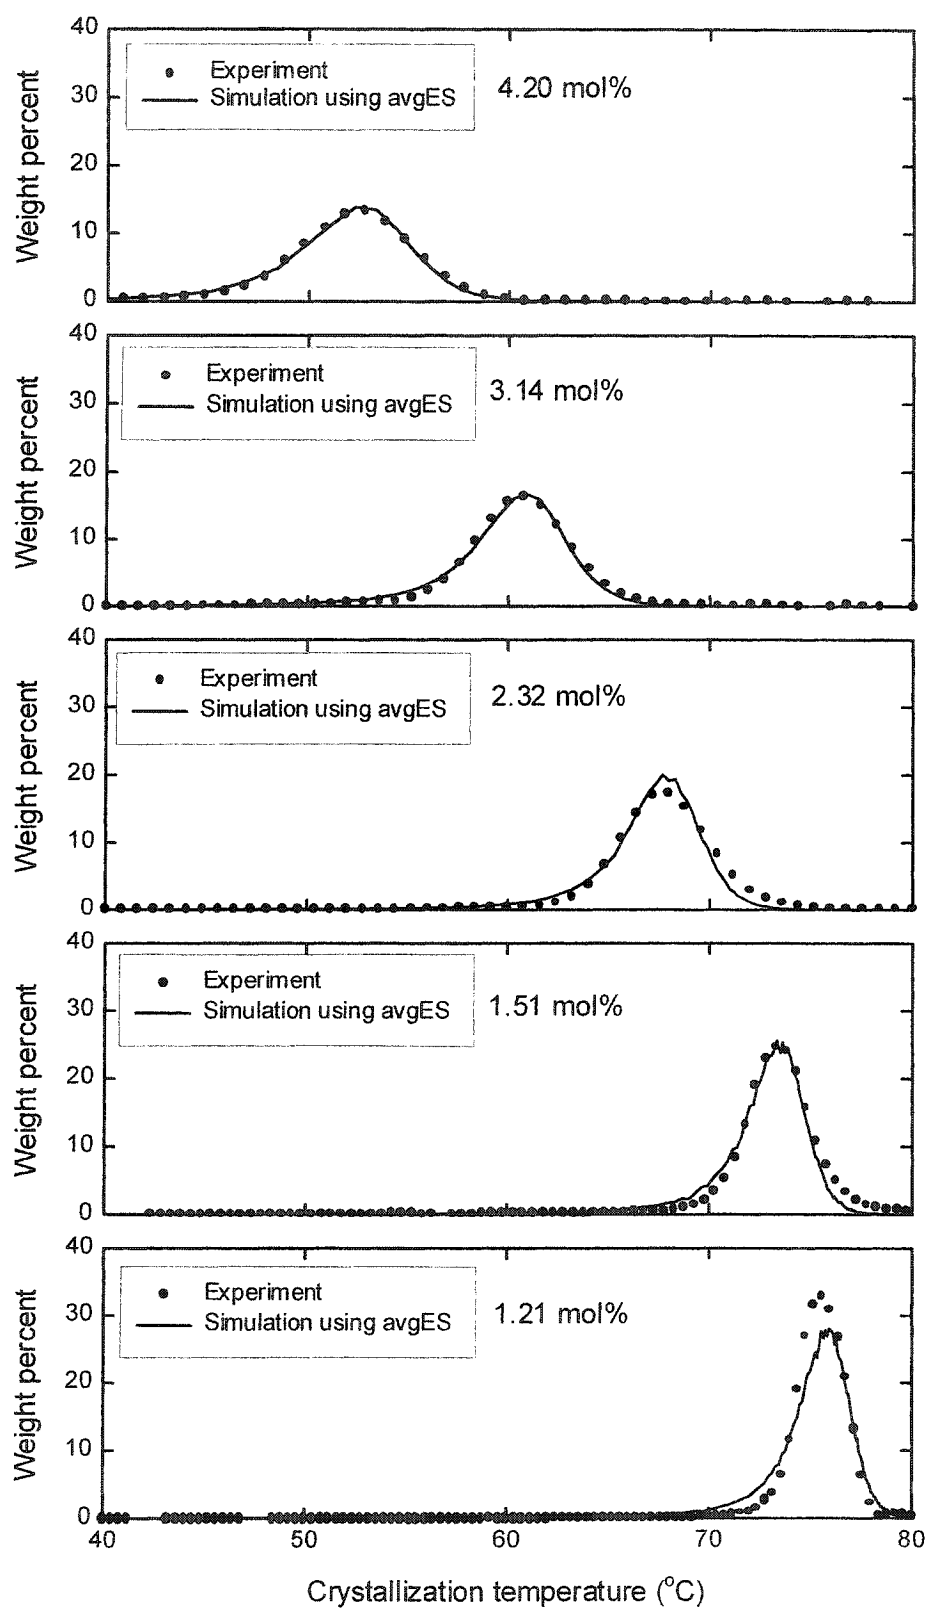 40
30
20
10
0
Weight percent
Experiment
Simulation using avgES
4.20 mol%
40
30
20
10
0
Weight percent
Experiment
Simulation using avgES
3.14 mol%
40
30
20
10
0
Weight percent
Experiment
Simulation using avgES
2.32 mol%
40
30
20
10
0
Weight percent
Experiment
Simulation using avgES
1.51 mol%
40
30
20
10
0
Weight percent
Experiment
Simulation using avgES
1.21 mol%
40 50 60 70 80
Crystallization temperature (°C)